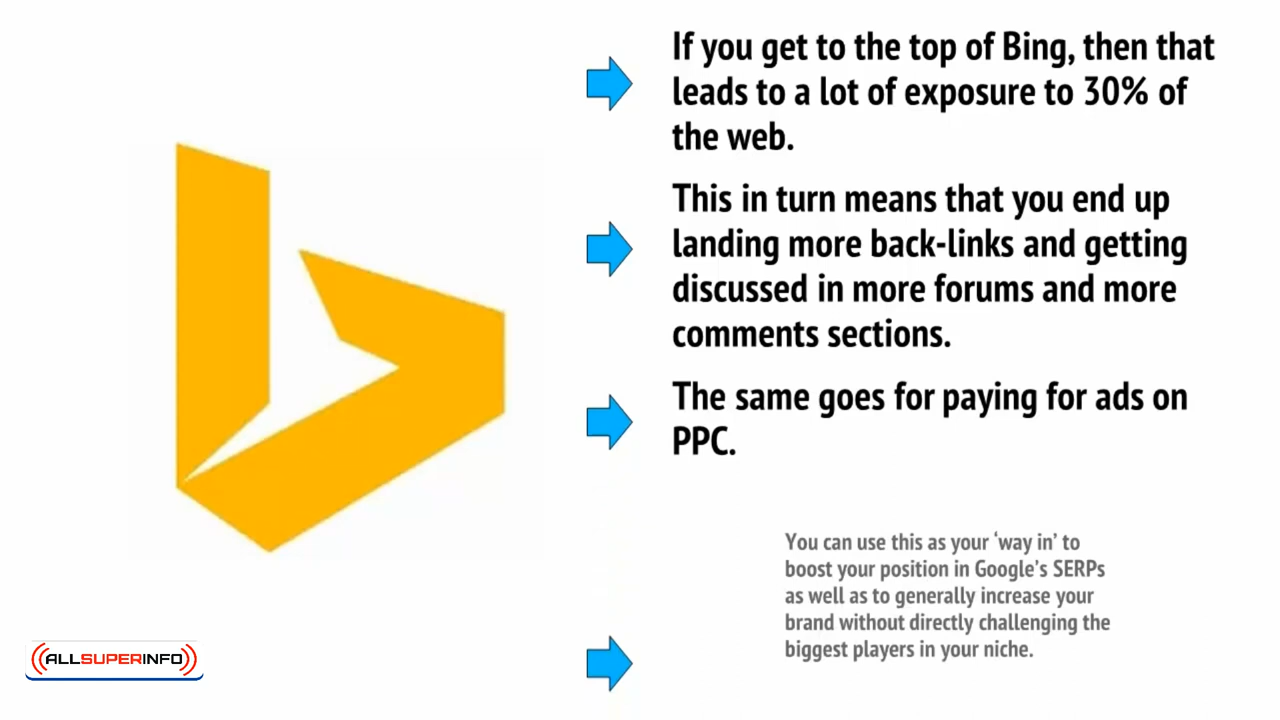 If you get to the top of Bing, then that
leads to a lot of exposure to 30% of
the web.
This in turn means that you end up
landing more back-links and getting
discussed in more forums and more
comments sections.
The same goes for paying for ads on
PPC.
You can use this as your ‘way in’ to
boost your position in Google’s SERPs
as well as to generally increase your
brand without directly challenging the
biggest players in your niche.
ALLSUPERINFO